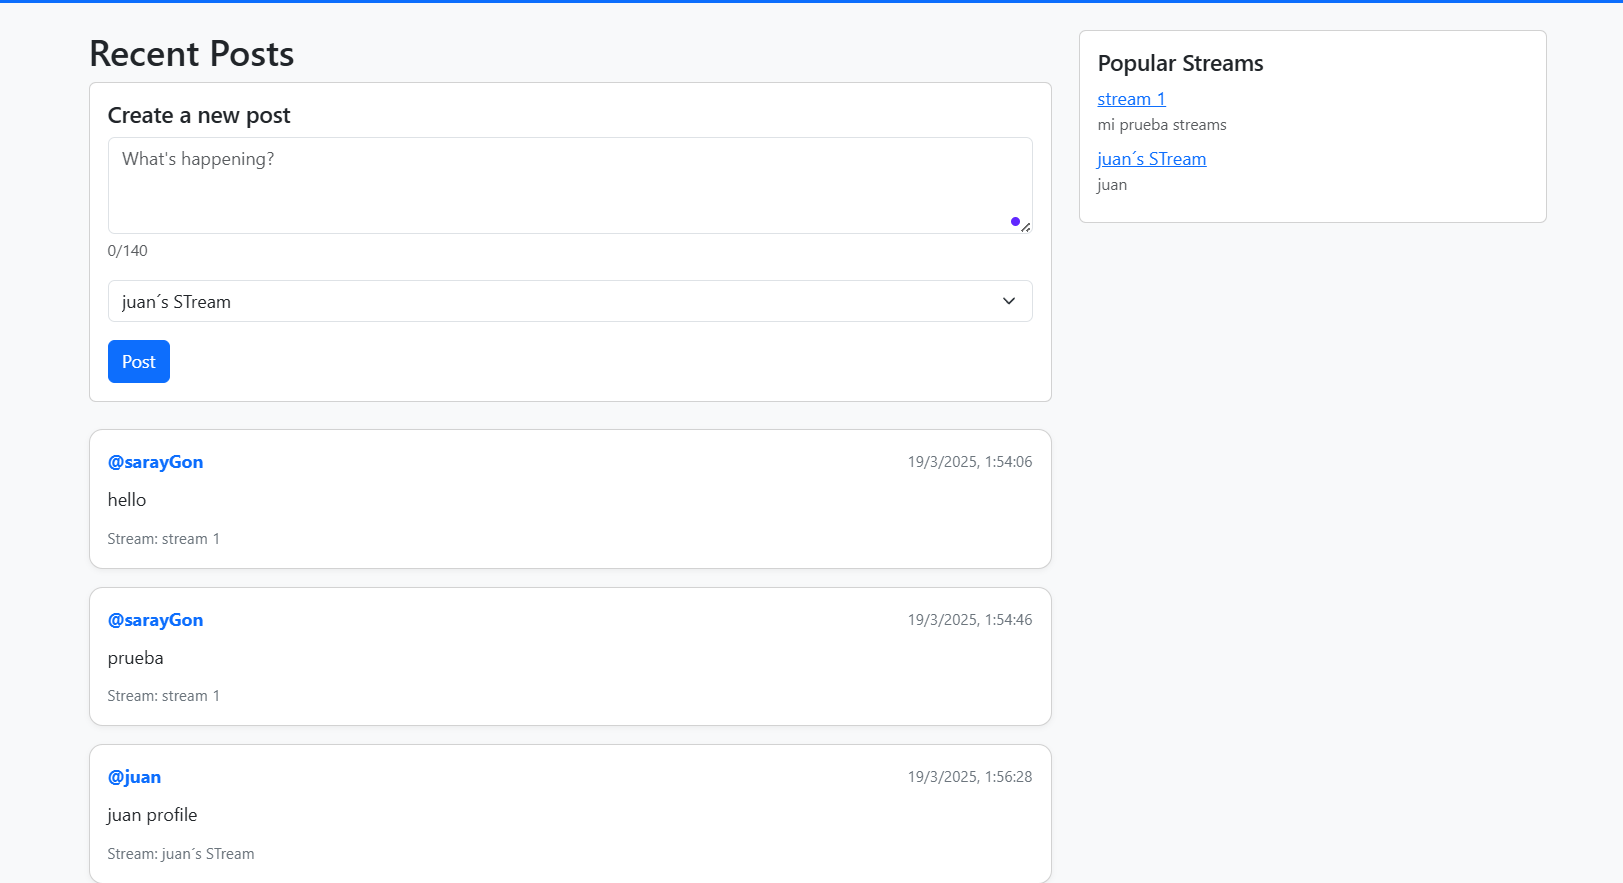 Recent Posts
Create a new post
What's happening?
0/140
juan´s STream
Post
@sarayGon 19/3/2025, 1:54:06
hello
Stream: stream 1
@sarayGon 19/3/2025, 1:54:46
prueba
Stream: stream 1
@juan 19/3/2025, 1:56:28
juan profile
Stream: juan´s STream
Popular Streams
stream 1
mi prueba streams
juan´s STream
juan